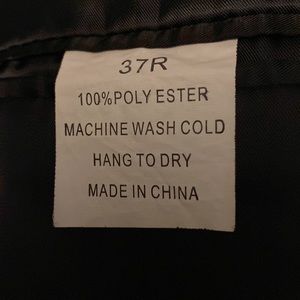 37R
100%POLY ESTER
MACHINE WASH COLD
HANG TO DRY
MADE IN CHINA